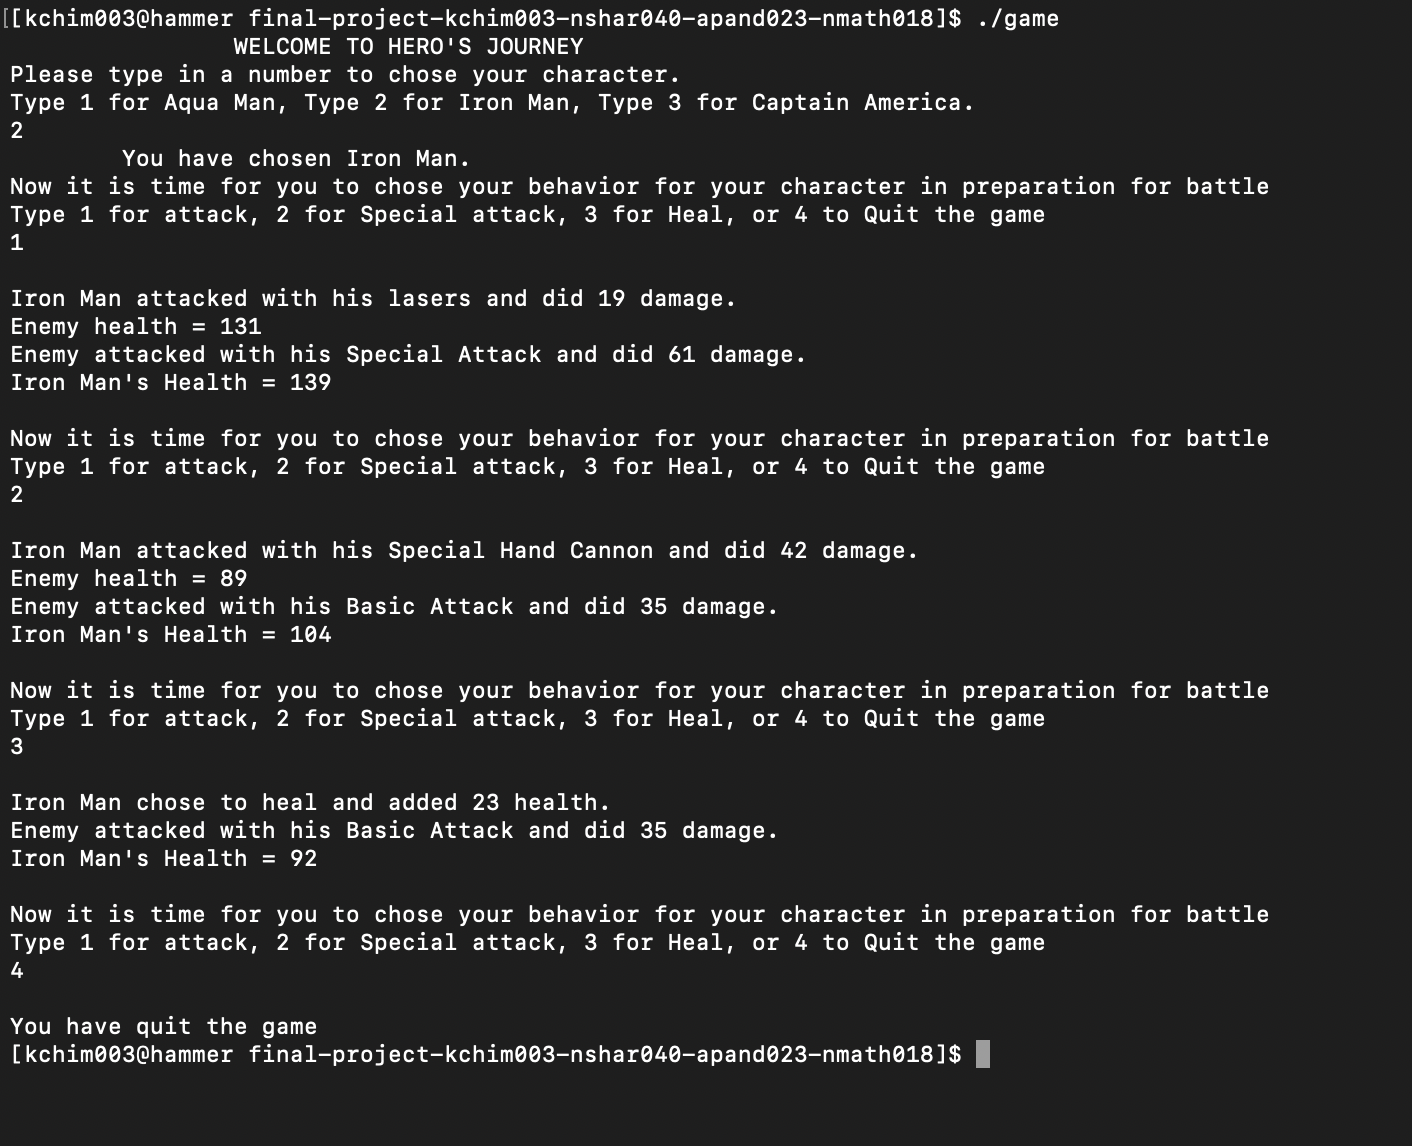 [[kchim003@hammer final-project-kchim003-nshar040-apand023-nmath018]$ ./game
WELCOME TO HERO'S JOURNEY
Please type in a number to chose your character.
Type 1 for Aqua Man, Type 2 for Iron Man, Type 3 for Captain America.
2
You have chosen Iron Man.
Now it is time for you to chose your behavior for your character in preparation for battle
Type 1 for attack, 2 for Special attack, 3 for Heal, or 4 to Quit the game
1
Iron Man attacked with his lasers and did 19 damage.
Enemy health = 131
Enemy attacked with his Special Attack and did 61 damage.
Iron Man's Health = 139
Now it is time for you to chose your behavior for your character in preparation for battle
Type 1 for attack, 2 for Special attack, 3 for Heal, or 4 to Quit the game
2
Iron Man attacked with his Special Hand Cannon and did 42 damage.
Enemy health = 89
Enemy attacked with his Basic Attack and did 35 damage.
Iron Man's Health = 104
Now it is time for you to chose your behavior for your character in preparation for battle
Type 1 for attack, 2 for Special attack, 3 for Heal, or 4 to Quit the game
3
Iron Man chose to heal and added 23 health.
Enemy attacked with his Basic Attack and did 35 damage.
Iron Man's Health = 92
Now it is time for you to chose your behavior for your character in preparation for battle
Type 1 for attack, 2 for Special attack, 3 for Heal, or 4 to Quit the game
4
You have quit the game
[kchim003@hammer final-project-kchim003-nshar040-apand023-nmath018]$